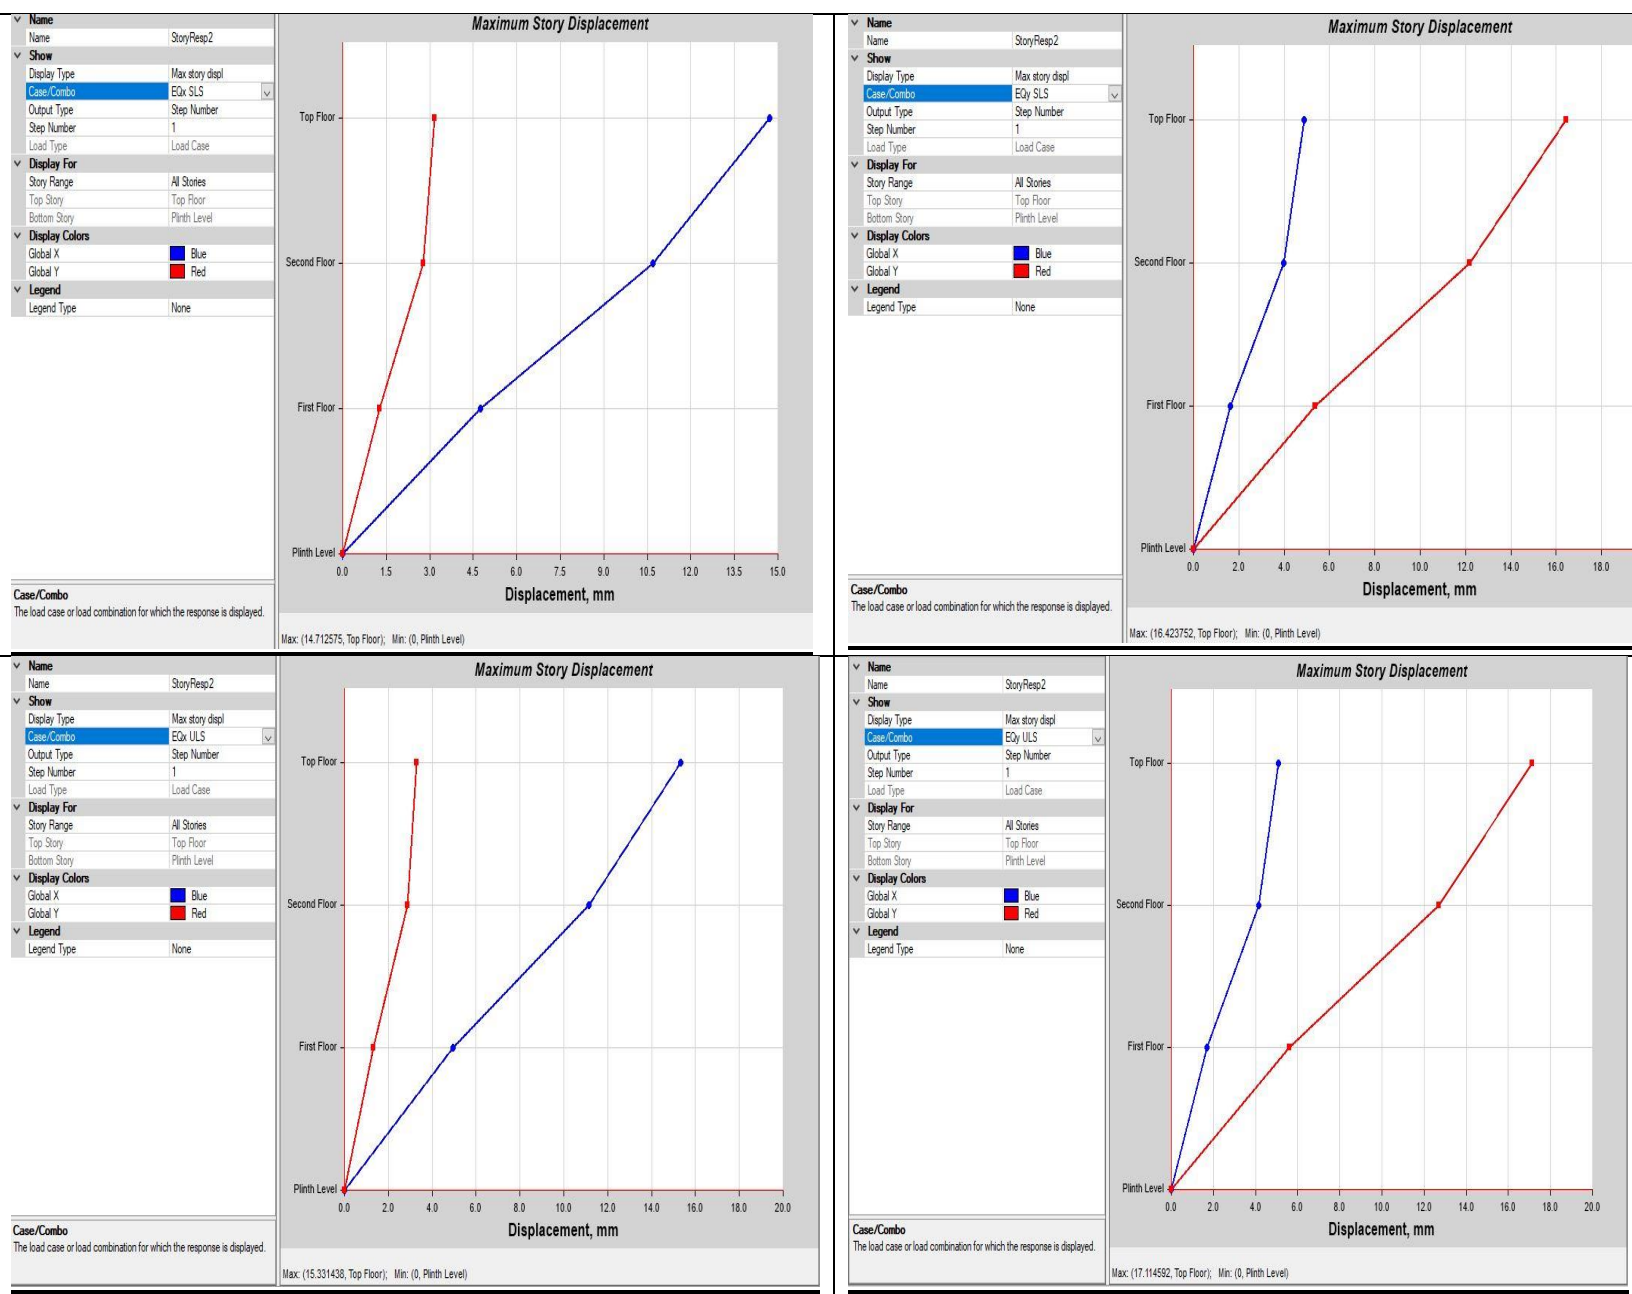 Name
Name StoryResp2
Show
Display Type Max story displ
Case/Combo EQx SLS
Output Type Step Number
Step Number 1
Load Type Load Case
Display For
Story Range All Stories
Top Story Top Floor
Bottom Story Plinth Level
Display Colors
Global X Blue
Global Y Red
Legend
Legend Type None
Case/Combo
The load case or load combination for which the response is displayed.
Maximum Story Displacement
Top Floor
Second Floor
First Floor
Plinth Level
0.0 1.5 3.0 4.5 6.0 7.5 9.0 10.5 12.0 13.5 15.0
Displacement, mm
Max: (14.712575, Top Floor); Min: (0, Plinth Level)
Name
Name StoryResp2
Show
Display Type Max story displ
Case/Combo EQy SLS
Output Type Step Number
Step Number 1
Load Type Load Case
Display For
Story Range All Stories
Top Story Top Floor
Bottom Story Plinth Level
Display Colors
Global X Blue
Global Y Red
Legend
Legend Type None
Case/Combo
The load case or load combination for which the response is displayed.
Maximum Story Displacement
Top Floor
Second Floor
First Floor
Plinth Level
0.0 2.0 4.0 6.0 8.0 10.0 12.0 14.0 16.0 18.0
Displacement, mm
Max: (16.423752, Top Floor); Min: (0, Plinth Level)
Name
Name StoryResp2
Show
Display Type Max story displ
Case/Combo EQx ULS
Output Type Step Number
Step Number 1
Load Type Load Case
Display For
Story Range All Stories
Top Story Top Floor
Bottom Story Plinth Level
Display Colors
Global X Blue
Global Y Red
Legend
Legend Type None
Case/Combo
The load case or load combination for which the response is displayed.
Maximum Story Displacement
Top Floor
Second Floor
First Floor
Plinth Level
0.0 2.0 4.0 6.0 8.0 10.0 12.0 14.0 16.0 18.0 20.0
Displacement, mm
Max: (15.331438, Top Floor); Min: (0, Plinth Level)
Name
Name StoryResp2
Show
Display Type Max story displ
Case/Combo EQy ULS
Output Type Step Number
Step Number 1
Load Type Load Case
Display For
Story Range All Stories
Top Story Top Floor
Bottom Story Plinth Level
Display Colors
Global X Blue
Global Y Red
Legend
Legend Type None
Case/Combo
The load case or load combination for which the response is displayed.
Maximum Story Displacement
Top Floor
Second Floor
First Floor
Plinth Level
0.0 2.0 4.0 6.0 8.0 10.0 12.0 14.0 16.0 18.0 20.0
Displacement, mm
Max: (17.114592, Top Floor); Min: (0, Plinth Level)